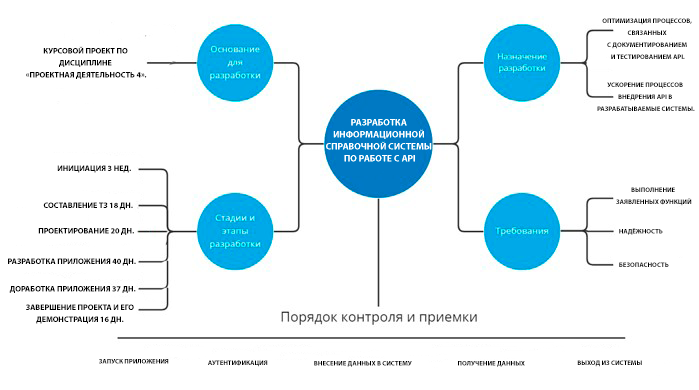 КУРСОВОЙ ПРОЕКТ ПО
ДИСЦИПЛИНЕ
«ПРОЕКТНАЯ ДЕЯТЕЛЬНОСТЬ 4».
Основание
для
разработки
Назначение
разработки
ОПТИМИЗАЦИЯ ПРОЦЕССОВ,
СВЯЗАННЫХ
С ДОКУМЕНТИРОВАНИЕМ
И ТЕСТИРОВАНИЕМ API.
УСКОРЕНИЕ ПРОЦЕССОВ
ВНЕДРЕНИЯ API В
РАЗРАБАТЫВАЕМЫЕ СИСТЕМЫ.
РАЗРАБОТКА
ИНФОРМАЦИОННОЙ
СПРАВОЧНОЙ СИСТЕМЫ
ПО РАБОТЕ С API
ИНИЦИАЦИЯ 3 НЕД.
СОСТАВЛЕНИЕ ТЗ 18 ДН.
ПРОЕКТИРОВАНИЕ 20 ДН.
РАЗРАБОТКА ПРИЛОЖЕНИЯ 40 ДН.
ДОРАБОТКА ПРИЛОЖЕНИЯ 37 ДН.
ЗАВЕРШЕНИЕ ПРОЕКТА И ЕГО
ДЕМОНСТРАЦИЯ 16 ДН.
Стадии и
этапы
разработки
Требования
ВЫПОЛНЕНИЕ
ЗАЯВЛЕННЫХ ФУНКЦИЙ
НАДЁЖНОСТЬ
БЕЗОПАСНОСТЬ
Порядок контроля и приемки
ЗАПУСК ПРИЛОЖЕНИЯ
АУТЕНТИФИКАЦИЯ
ВНЕСЕНИЕ ДАННЫХ В СИСТЕМУ
ПОЛУЧЕНИЕ ДАННЫХ
ВЫХОД ИЗ СИСТЕМЫ